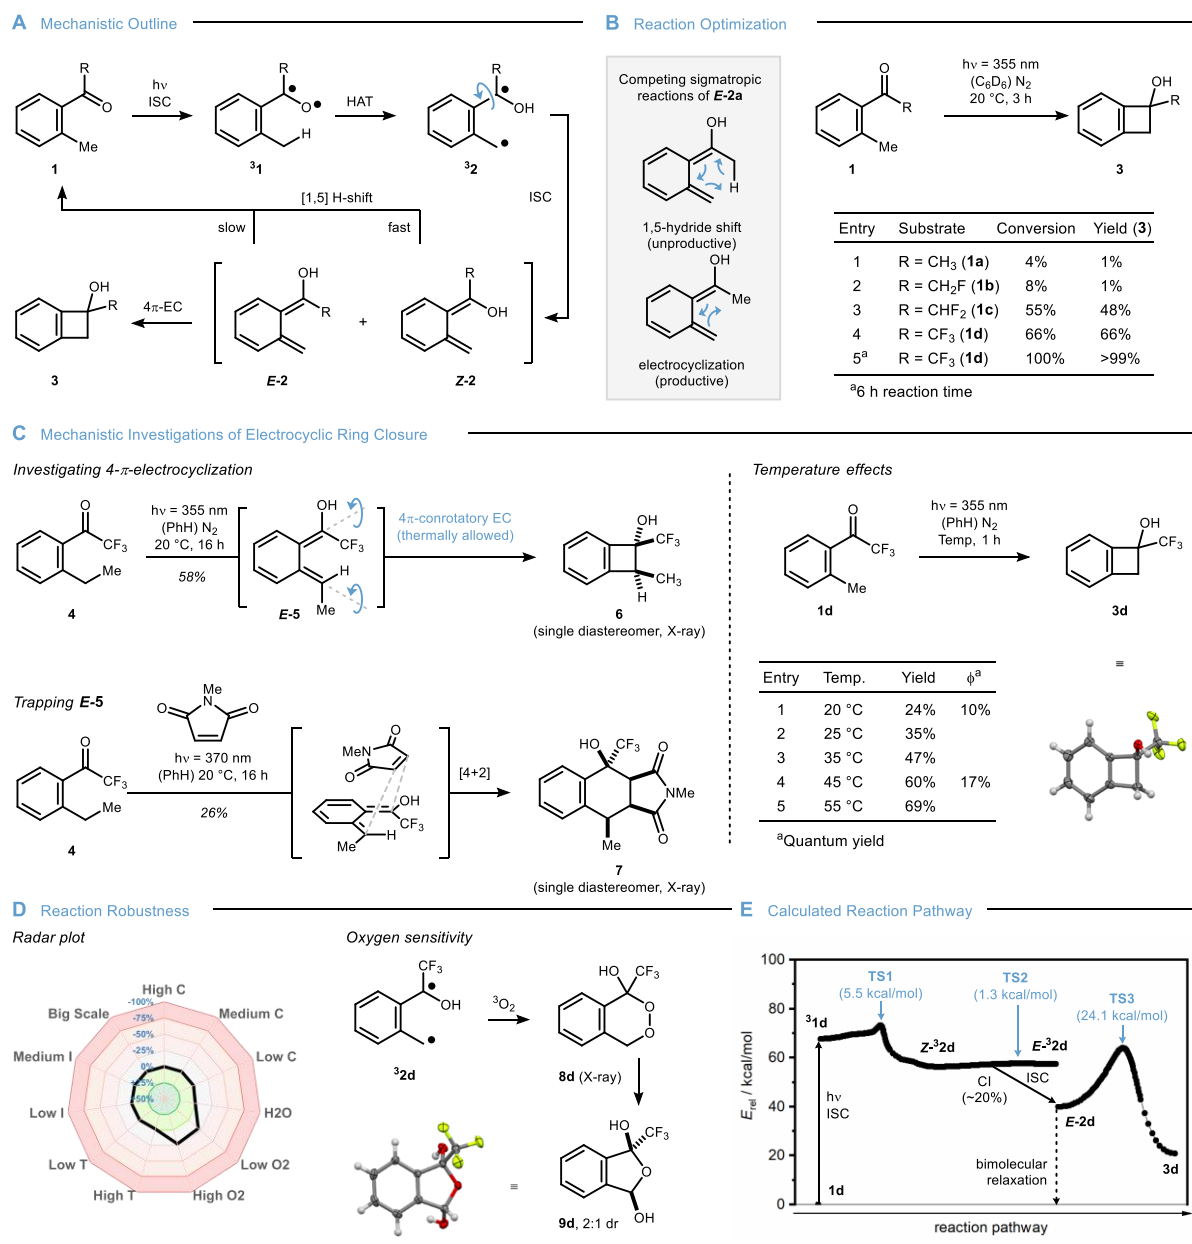 A Mechanistic Outline
R
O
Me
1
hν
ISC
R
O
H
³1
HAT
R
OH
³2
ISC
[1,5] H-shift
slow
fast
OH
R
3
4π-EC
OH
R
E-2
+
R
OH
Z-2
B Reaction Optimization
Competing sigmatropic
reactions of E-2a
OH
H
1,5-hydride shift
(unproductive)
OH
Me
electrocyclization
(productive)
O
R
Me
1
hν = 355 nm
(C₆D₆) N₂
20 °C, 3 h
OH
R
3
Entry Substrate Conversion Yield (3)
1 R = CH₃ (1a) 4% 1%
2 R = CH₂F (1b) 8% 1%
3 R = CHF₂ (1c) 55% 48%
4 R = CF₃ (1d) 66% 66%
5ᵃ R = CF₃ (1d) 100% >99%
ᵃ6 h reaction time
C Mechanistic Investigations of Electrocyclic Ring Closure
Investigating 4-π-electrocyclization
O
CF₃
Me
4
hν = 355 nm
(PhH) N₂
20 °C, 16 h
58%
OH
CF₃
H
Me
E-5
4π-conrotatory EC
(thermally allowed)
OH
CF₃
CH₃
H
6
(single diastereomer, X-ray)
Trapping E-5
O
CF₃
Me
4
Me
N
O
O
hν = 370 nm
(PhH) 20 °C, 16 h
26%
O
MeN
O
OH
CF₃
H
Me
[4+2]
HO
CF₃
O
NMe
O
Me
7
(single diastereomer, X-ray)
Temperature effects
O
CF₃
Me
1d
hν = 355 nm
(PhH) N₂
Temp, 1 h
OH
CF₃
3d
≡
Entry Temp. Yield ϕᵃ
1 20 °C 24% 10%
2 25 °C 35%
3 35 °C 47%
4 45 °C 60% 17%
5 55 °C 69%
ᵃQuantum yield
D Reaction Robustness
Radar plot
High C
Medium C
Low C
H2O
Low O2
High O2
High T
Low T
Low I
Medium I
Big Scale
-100%
-75%
-50%
-25%
0%
+25%
+50%
Oxygen sensitivity
CF₃
OH
³2d
³O₂
HO
CF₃
O
O
8d (X-ray)
HO
CF₃
O
OH
9d, 2:1 dr
≡
E Calculated Reaction Pathway
Erel / kcal/mol
100
80
60
40
20
0
³1d
hν
ISC
1d
TS1
(5.5 kcal/mol)
Z-³2d
TS2
(1.3 kcal/mol)
E-³2d
CI
(~20%)
ISC
E-2d
TS3
(24.1 kcal/mol)
bimolecular
relaxation
3d
reaction pathway